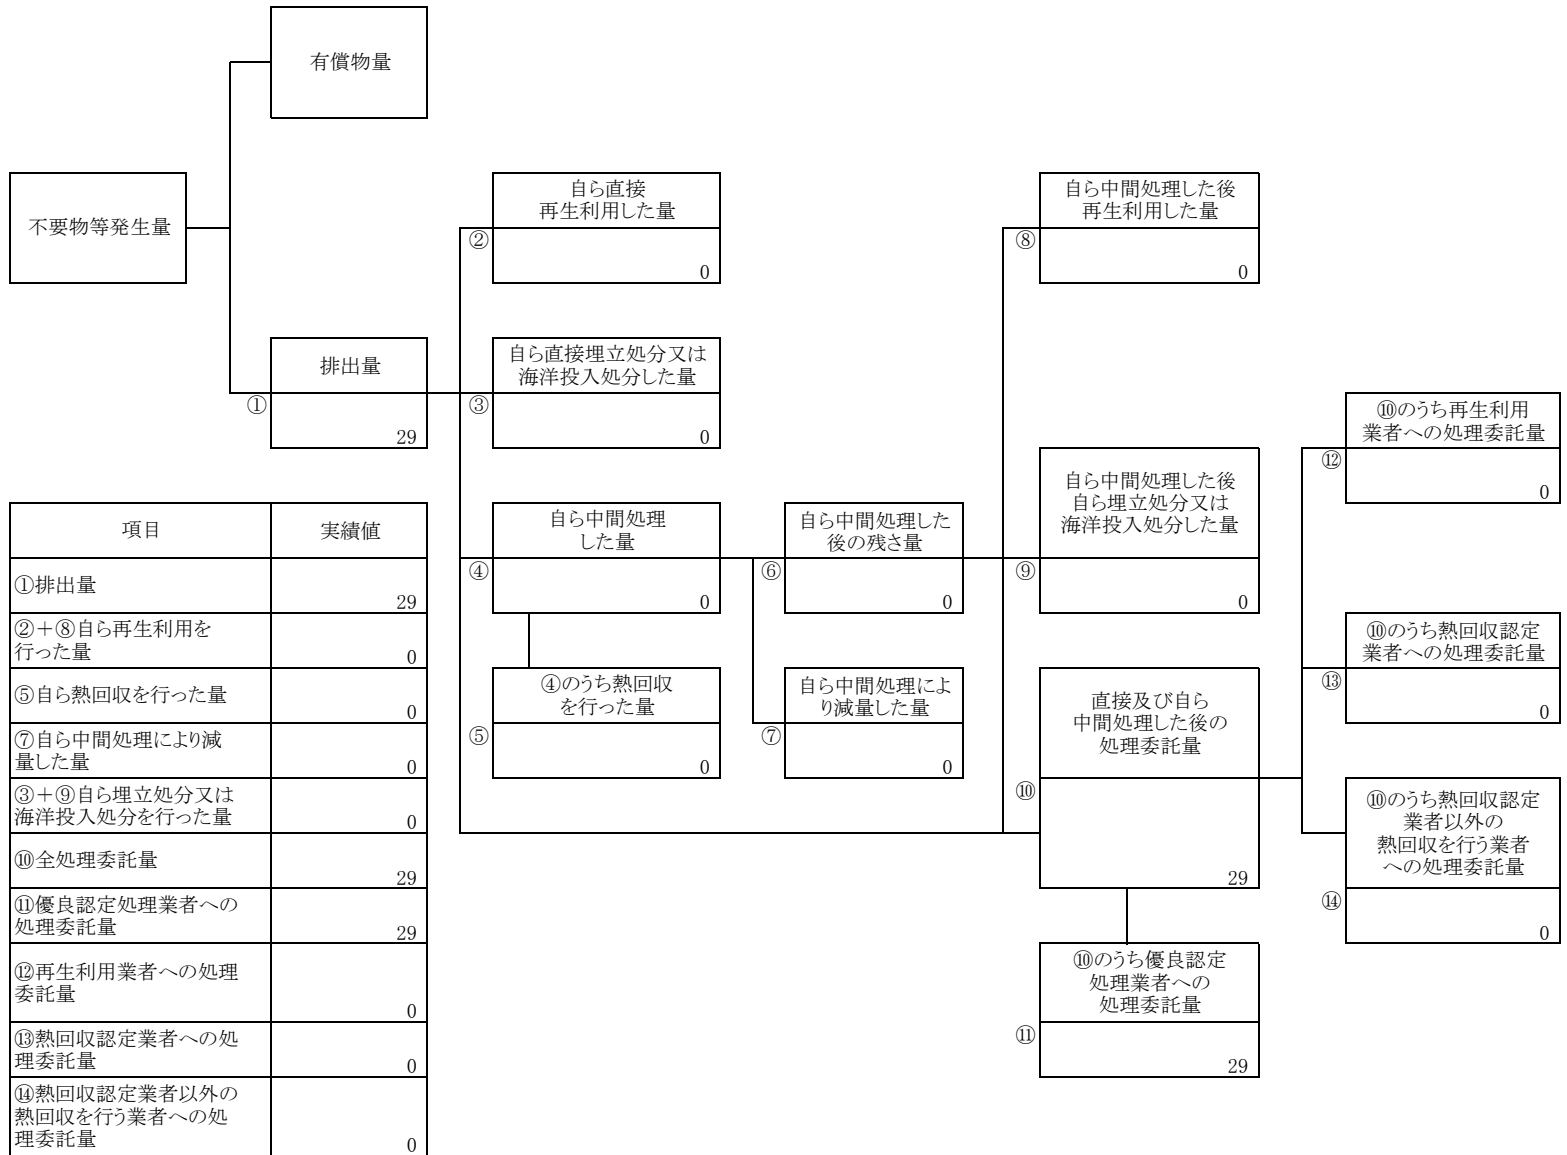 有償物量
不要物等発生量
自ら直接
再生利用した量
②
0
自ら中間処理した後
再生利用した量
⑧
0
排出量
①
29
自ら直接埋立処分又は
海洋投入処分した量
③
0
⑩のうち再生利用
業者への処理委託量
⑫
0
自ら中間処理した後
自ら埋立処分又は
海洋投入処分した量
⑨
0
自ら中間処理
した量
④
0
自ら中間処理した
後の残さ量
⑥
0
⑩のうち熱回収認定
業者への処理委託量
⑬
0
④のうち熱回収
を行った量
⑤
0
自ら中間処理によ
り減量した量
⑦
0
直接及び自ら
中間処理した後の
処理委託量
⑩
29
⑩のうち熱回収認定
業者以外の
熱回収を行う業者
への処理委託量
⑭
0
⑩のうち優良認定
処理業者への
処理委託量
⑪
29
項目 実績値
①排出量
29
②+⑧自ら再生利用を
行った量
0
⑤自ら熱回収を行った量
0
⑦自ら中間処理により減
量した量
0
③+⑨自ら埋立処分又は
海洋投入処分を行った量
0
⑩全処理委託量
29
⑪優良認定処理業者への
処理委託量
29
⑫再生利用業者への処理
委託量
0
⑬熱回収認定業者への処
理委託量
0
⑭熱回収認定業者以外の
熱回収を行う業者への処
理委託量
0